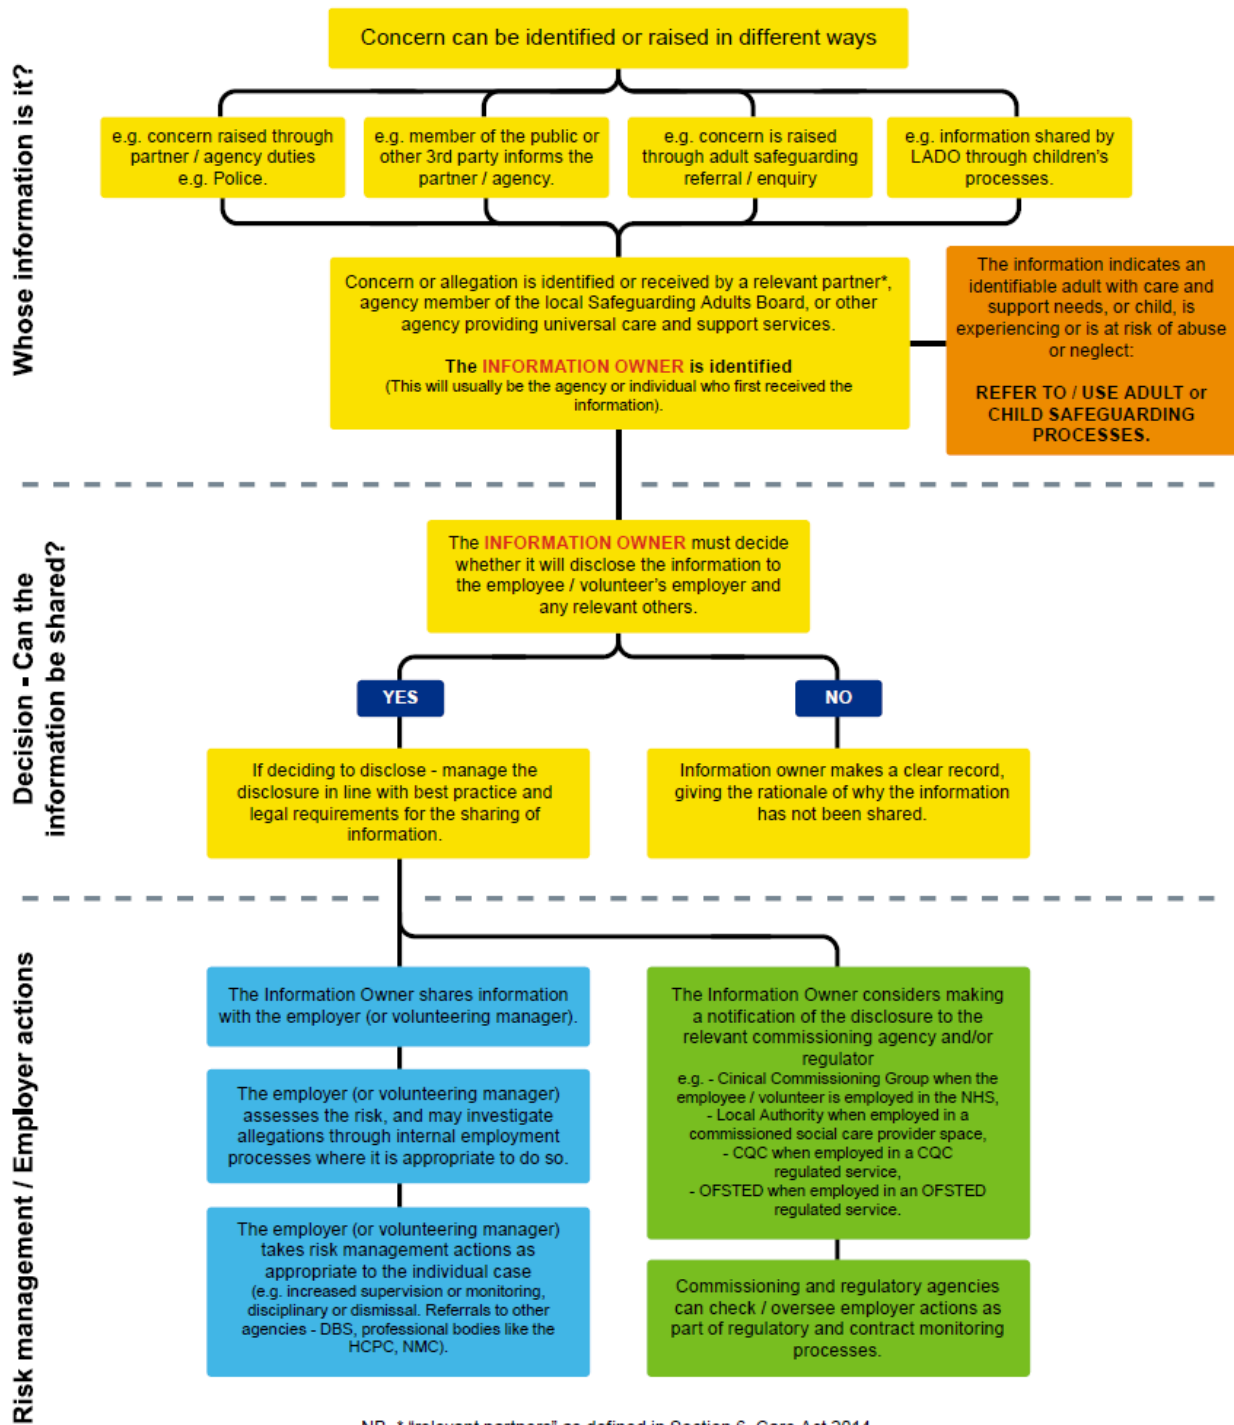 Whose information is it?
Concern can be identified or raised in different ways
e.g. concern raised through
partner / agency duties
e.g. Police.
e.g. member of the public or
other 3rd party informs the
partner / agency.
e.g. concern is raised
through adult safeguarding
referral / enquiry
e.g. information shared by
LADO through children's
processes.
Concern or allegation is identified or received by a relevant partner*,
agency member of the local Safeguarding Adults Board, or other
agency providing universal care and support services.
The INFORMATION OWNER is identified
(This will usually be the agency or individual who first received the
information).
The information indicates an
identifiable adult with care and
support needs, or child, is
experiencing or is at risk of abuse
or neglect:
REFER TO / USE ADULT or
CHILD SAFEGUARDING
PROCESSES.
Decision - Can the
information be shared?
The INFORMATION OWNER must decide
whether it will disclose the information to
the employee / volunteer's employer and
any relevant others.
YES
NO
If deciding to disclose - manage the
disclosure in line with best practice and
legal requirements for the sharing of
information.
Information owner makes a clear record,
giving the rationale of why the information
has not been shared.
Risk management / Employer actions
The Information Owner shares information
with the employer (or volunteering manager).
The employer (or volunteering manager)
assesses the risk, and may investigate
allegations through internal employment
processes where it is appropriate to do so.
The employer (or volunteering manager)
takes risk management actions as
appropriate to the individual case
(e.g. increased supervision or monitoring,
disciplinary or dismissal. Referrals to other
agencies - DBS, professional bodies like the
HCPC, NMC).
The Information Owner considers making
a notification of the disclosure to the
relevant commissioning agency and/or
regulator
e.g. - Cinical Commissioning Group when the
employee / volunteer is employed in the NHS,
- Local Authority when employed in a
commissioned social care provider space,
- CQC when employed in a CQC
regulated service,
- OFSTED when employed in an OFSTED
regulated service.
Commissioning and regulatory agencies
can check / oversee employer actions as
part of regulatory and contract monitoring
processes.
NB. * "relevant partners" as defined in Section 6, Care Act 2014